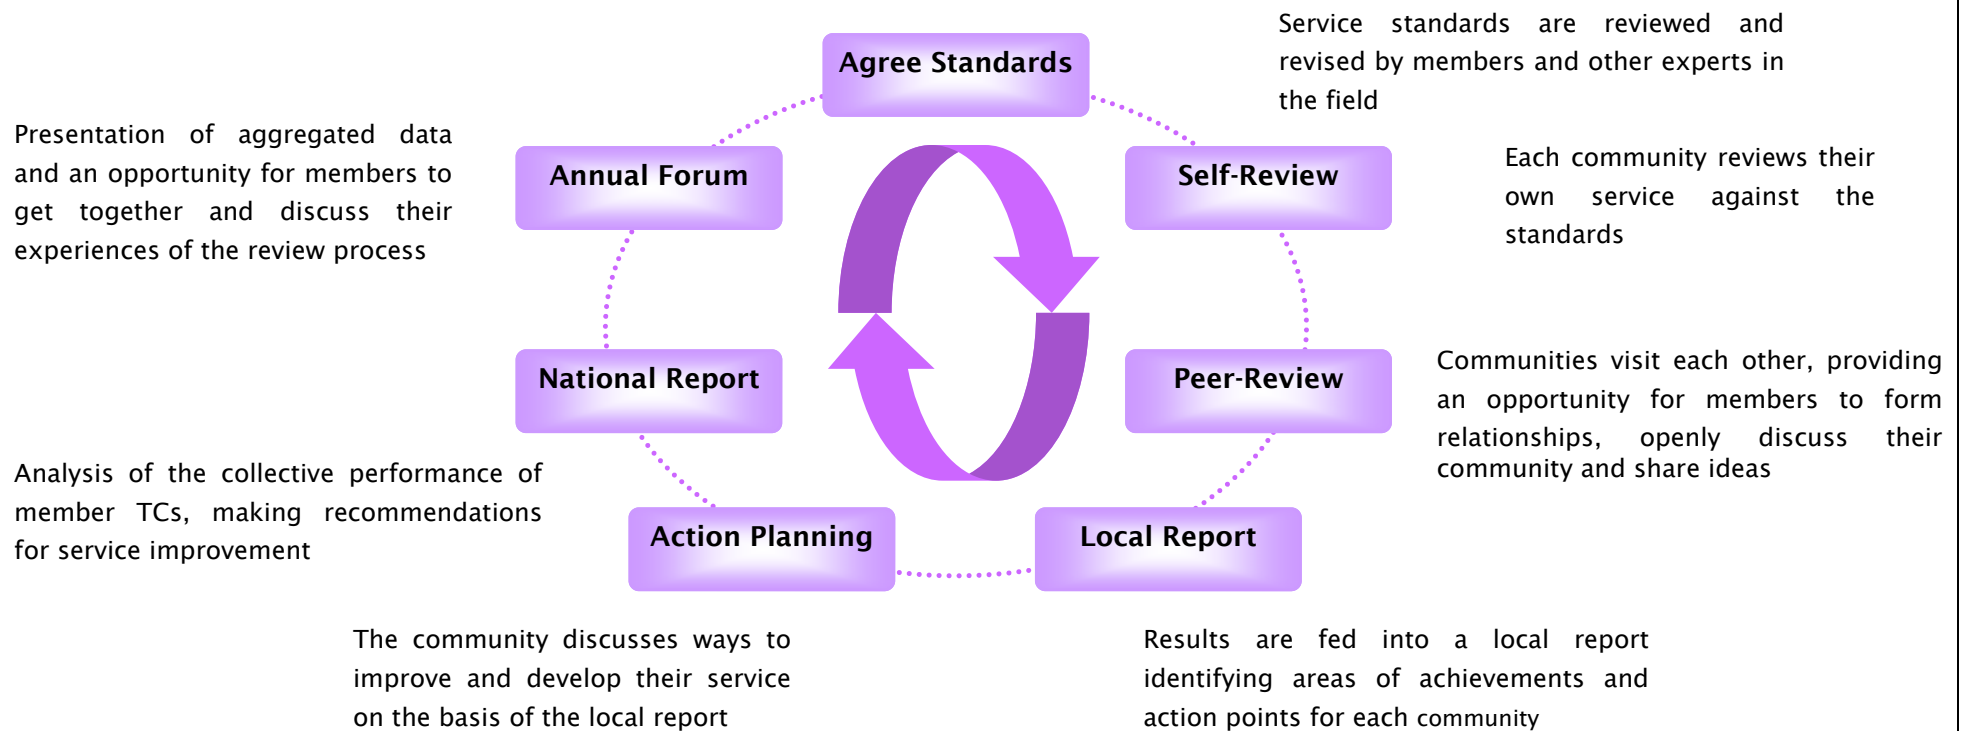 Agree Standards
Service standards are reviewed and
revised by members and other experts in
the field
Self-Review
Each community reviews their
own service against the
standards
Peer-Review
Communities visit each other, providing
an opportunity for members to form
relationships, openly discuss their
community and share ideas
Local Report
Results are fed into a local report
identifying areas of achievements and
action points for each community
Action Planning
The community discusses ways to
improve and develop their service
on the basis of the local report
National Report
Analysis of the collective performance of
member TCs, making recommendations
for service improvement
Annual Forum
Presentation of aggregated data
and an opportunity for members to
get together and discuss their
experiences of the review process